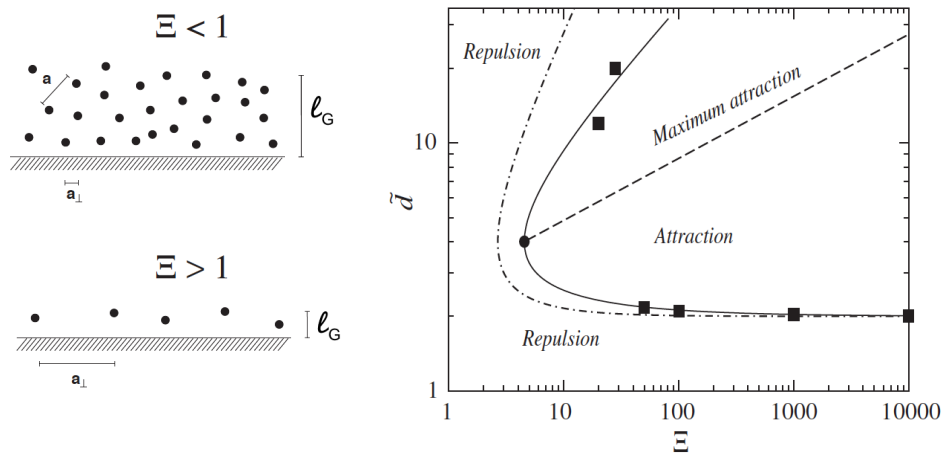 Ξ < 1
a
ℓG
a⊥
Ξ > 1
ℓG
a⊥
Repulsion
Maximum attraction
10
d̃
Attraction
Repulsion
1
1 10 100 1000 10000
Ξ